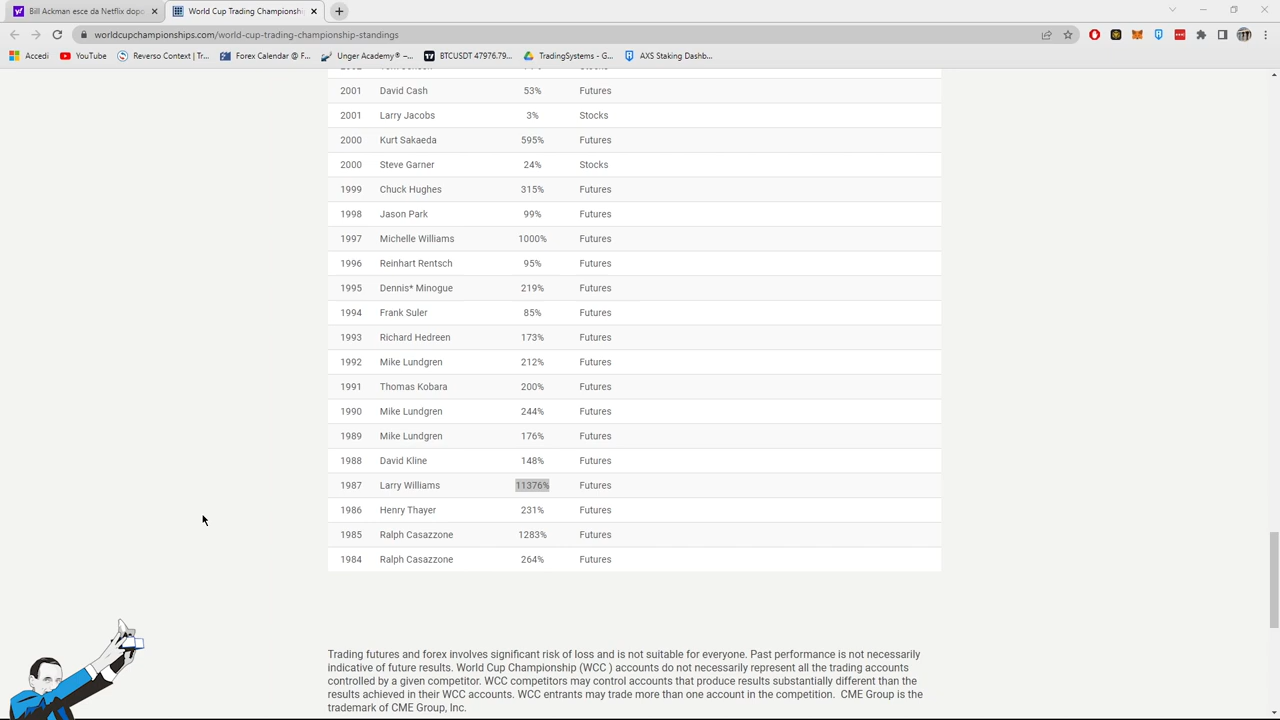 Bill Ackman esce da Netflix dopo
World Cup Trading Championshi
worldcupchampionships.com/world-cup-trading-championship-standings
Accedi YouTube Reverso Context | Tr... Forex Calendar @ F... Unger Academy® –... BTCUSDT 47976.79... TradingSystems - G... AXS Staking Dashb...
2001 David Cash 53% Futures
2001 Larry Jacobs 3% Stocks
2000 Kurt Sakaeda 595% Futures
2000 Steve Garner 24% Stocks
1999 Chuck Hughes 315% Futures
1998 Jason Park 99% Futures
1997 Michelle Williams 1000% Futures
1996 Reinhart Rentsch 95% Futures
1995 Dennis* Minogue 219% Futures
1994 Frank Suler 85% Futures
1993 Richard Hedreen 173% Futures
1992 Mike Lundgren 212% Futures
1991 Thomas Kobara 200% Futures
1990 Mike Lundgren 244% Futures
1989 Mike Lundgren 176% Futures
1988 David Kline 148% Futures
1987 Larry Williams 11376% Futures
1986 Henry Thayer 231% Futures
1985 Ralph Casazzone 1283% Futures
1984 Ralph Casazzone 264% Futures
Trading futures and forex involves significant risk of loss and is not suitable for everyone. Past performance is not necessarily
indicative of future results. World Cup Championship (WCC ) accounts do not necessarily represent all the trading accounts
controlled by a given competitor. WCC competitors may control accounts that produce results substantially different than the
results achieved in their WCC accounts. WCC entrants may trade more than one account in the competition. CME Group is the
trademark of CME Group, Inc.